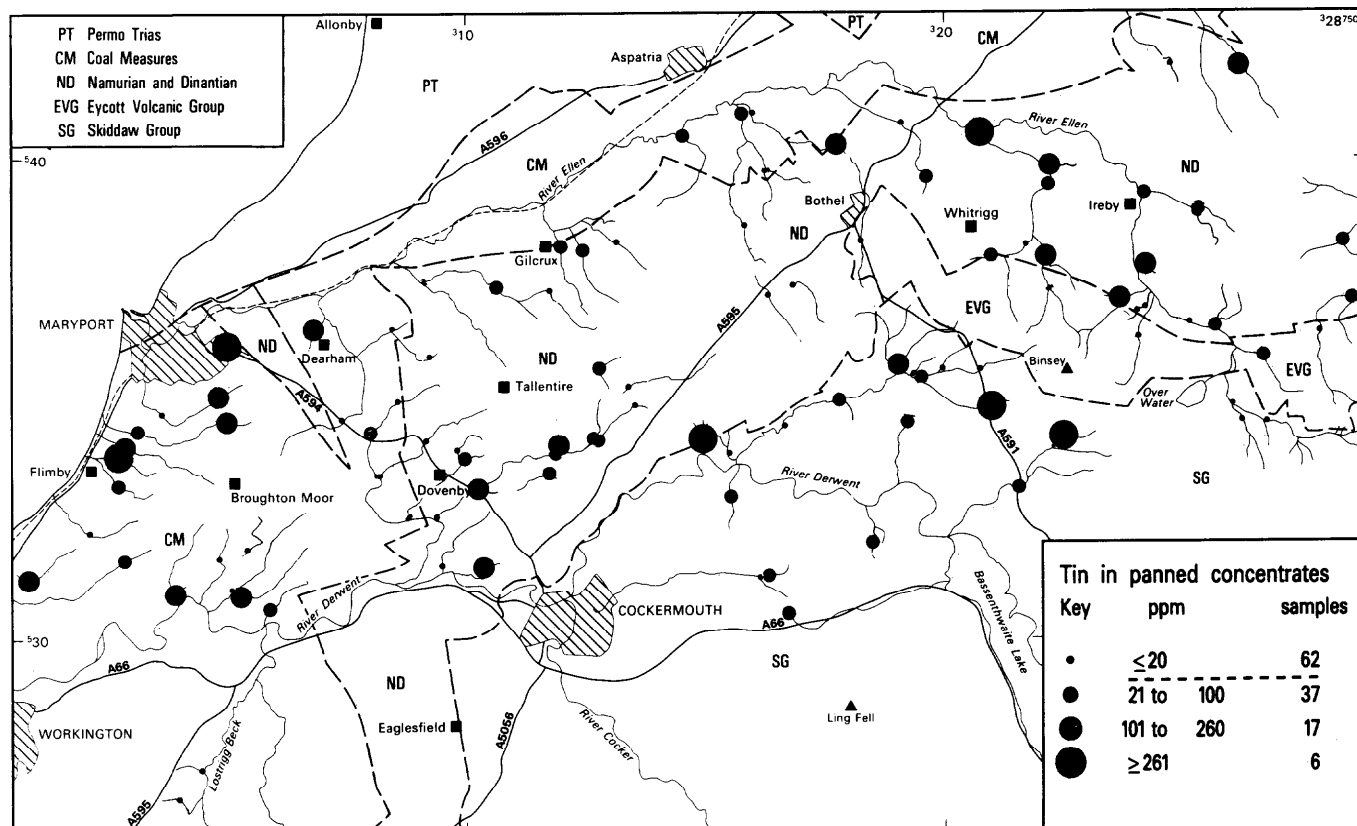 PT Permo Trias
CM Coal Measures
ND Namurian and Dinantian
EVG Eycott Volcanic Group
SG Skiddaw Group
Allonby
310
Aspatria
PT
320
CM
328750
PT
A596
River Ellen
540
CM
River Ellen
ND
Bothel
Whitrigg
Ireby
ND
Gilcrux
MARYPORT
ND
Dearham
A595
EVG
ND
Tallentire
Binsey
EVG
Over
Water
A594
A591
Flimby
Broughton Moor
Dovenby
River Derwent
SG
CM
River Derwent
COCKERMOUTH
Bassenthwaite Lake
530
A66
A66
SG
ND
WORKINGTON
Eaglesfield
A5056
River Cocker
Ling Fell
Lostrigg Beck
A595
Tin in panned concentrates
Key ppm samples
≤20 62
21 to 100 37
101 to 260 17
≥261 6